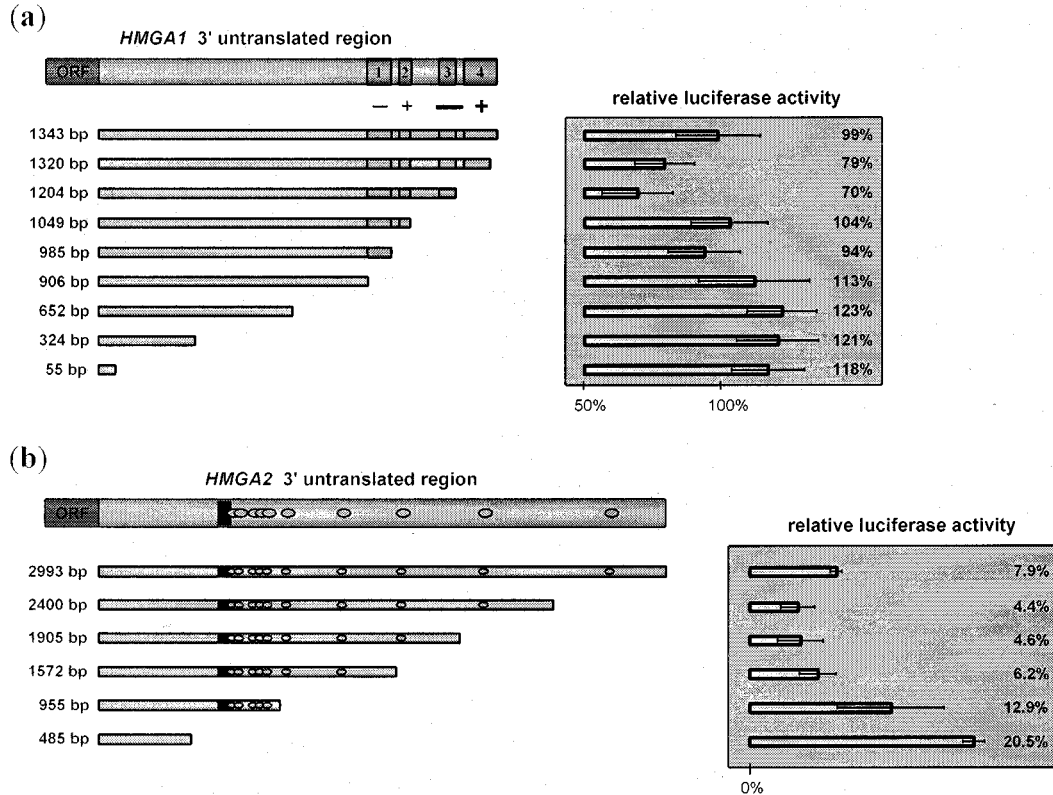 (a)
HMGA1 3' untranslated region
ORF 1 2 3 4
— + — +
relative luciferase activity
1343 bp 99%
1320 bp 79%
1204 bp 70%
1049 bp 104%
985 bp 94%
906 bp 113%
652 bp 123%
324 bp 121%
55 bp 118%
50% 100%
(b)
HMGA2 3' untranslated region
ORF
relative luciferase activity
2993 bp 7.9%
2400 bp 4.4%
1905 bp 4.6%
1572 bp 6.2%
955 bp 12.9%
485 bp 20.5%
0%